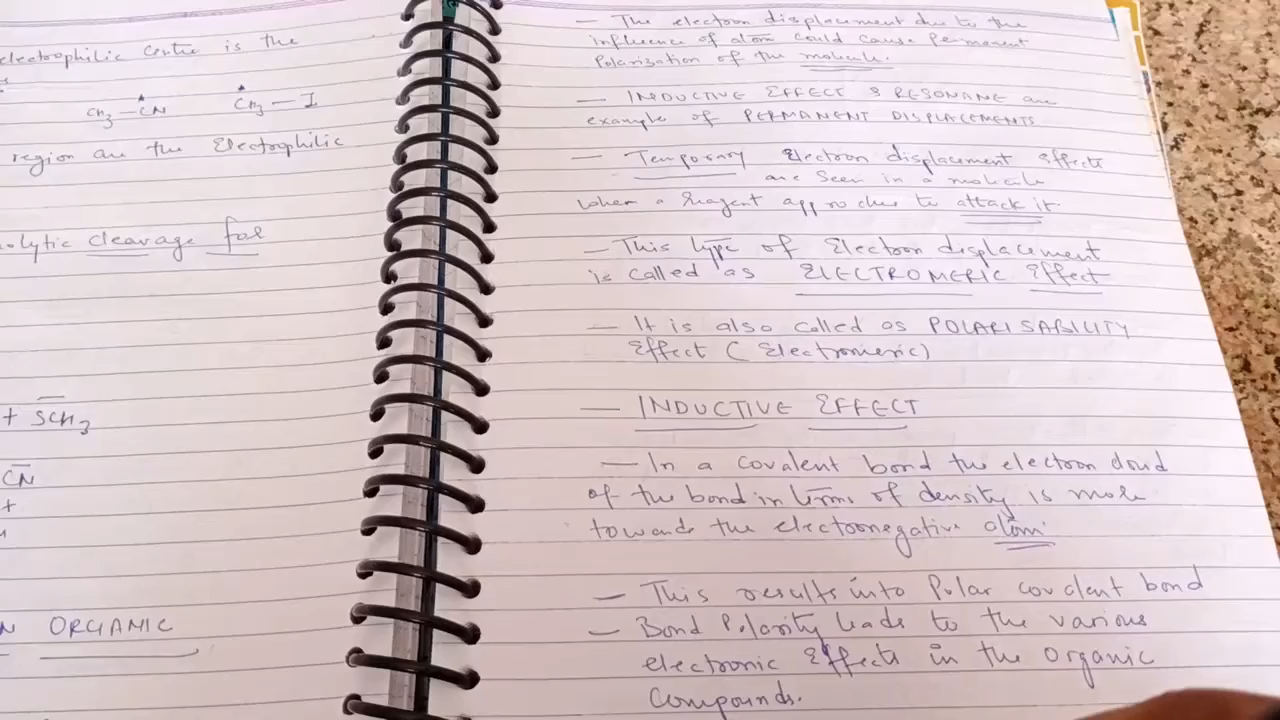 electrophilic centre is the
CH3 — CN CH3 — I
region are the Electrophilic
olytic cleavage for
+ SCH3
CN
+
N ORGANIC
— The electron displacement due to the
influence of atom could cause permanent
Polarization of the molecule.
— INDUCTIVE EFFECT & RESONANE are
example of PERMANENT DISPLACEMENTS
— Temporary Electron displacement effects
are seen in a molecule
when a reagent approaches to attack it.
— This type of Electron displacement
is called as ELECTROMERIC Effect
— It is also called as POLARISABILITY
Effect (Electromeric)
— INDUCTIVE EFFECT
— In a covalent bond the electron cloud
of the bond in terms of density is more
towards the electronegative atom.
— This results into Polar covalent bond
— Bond Polarity leads to the various
electronic Effects in the Organic
Compounds.